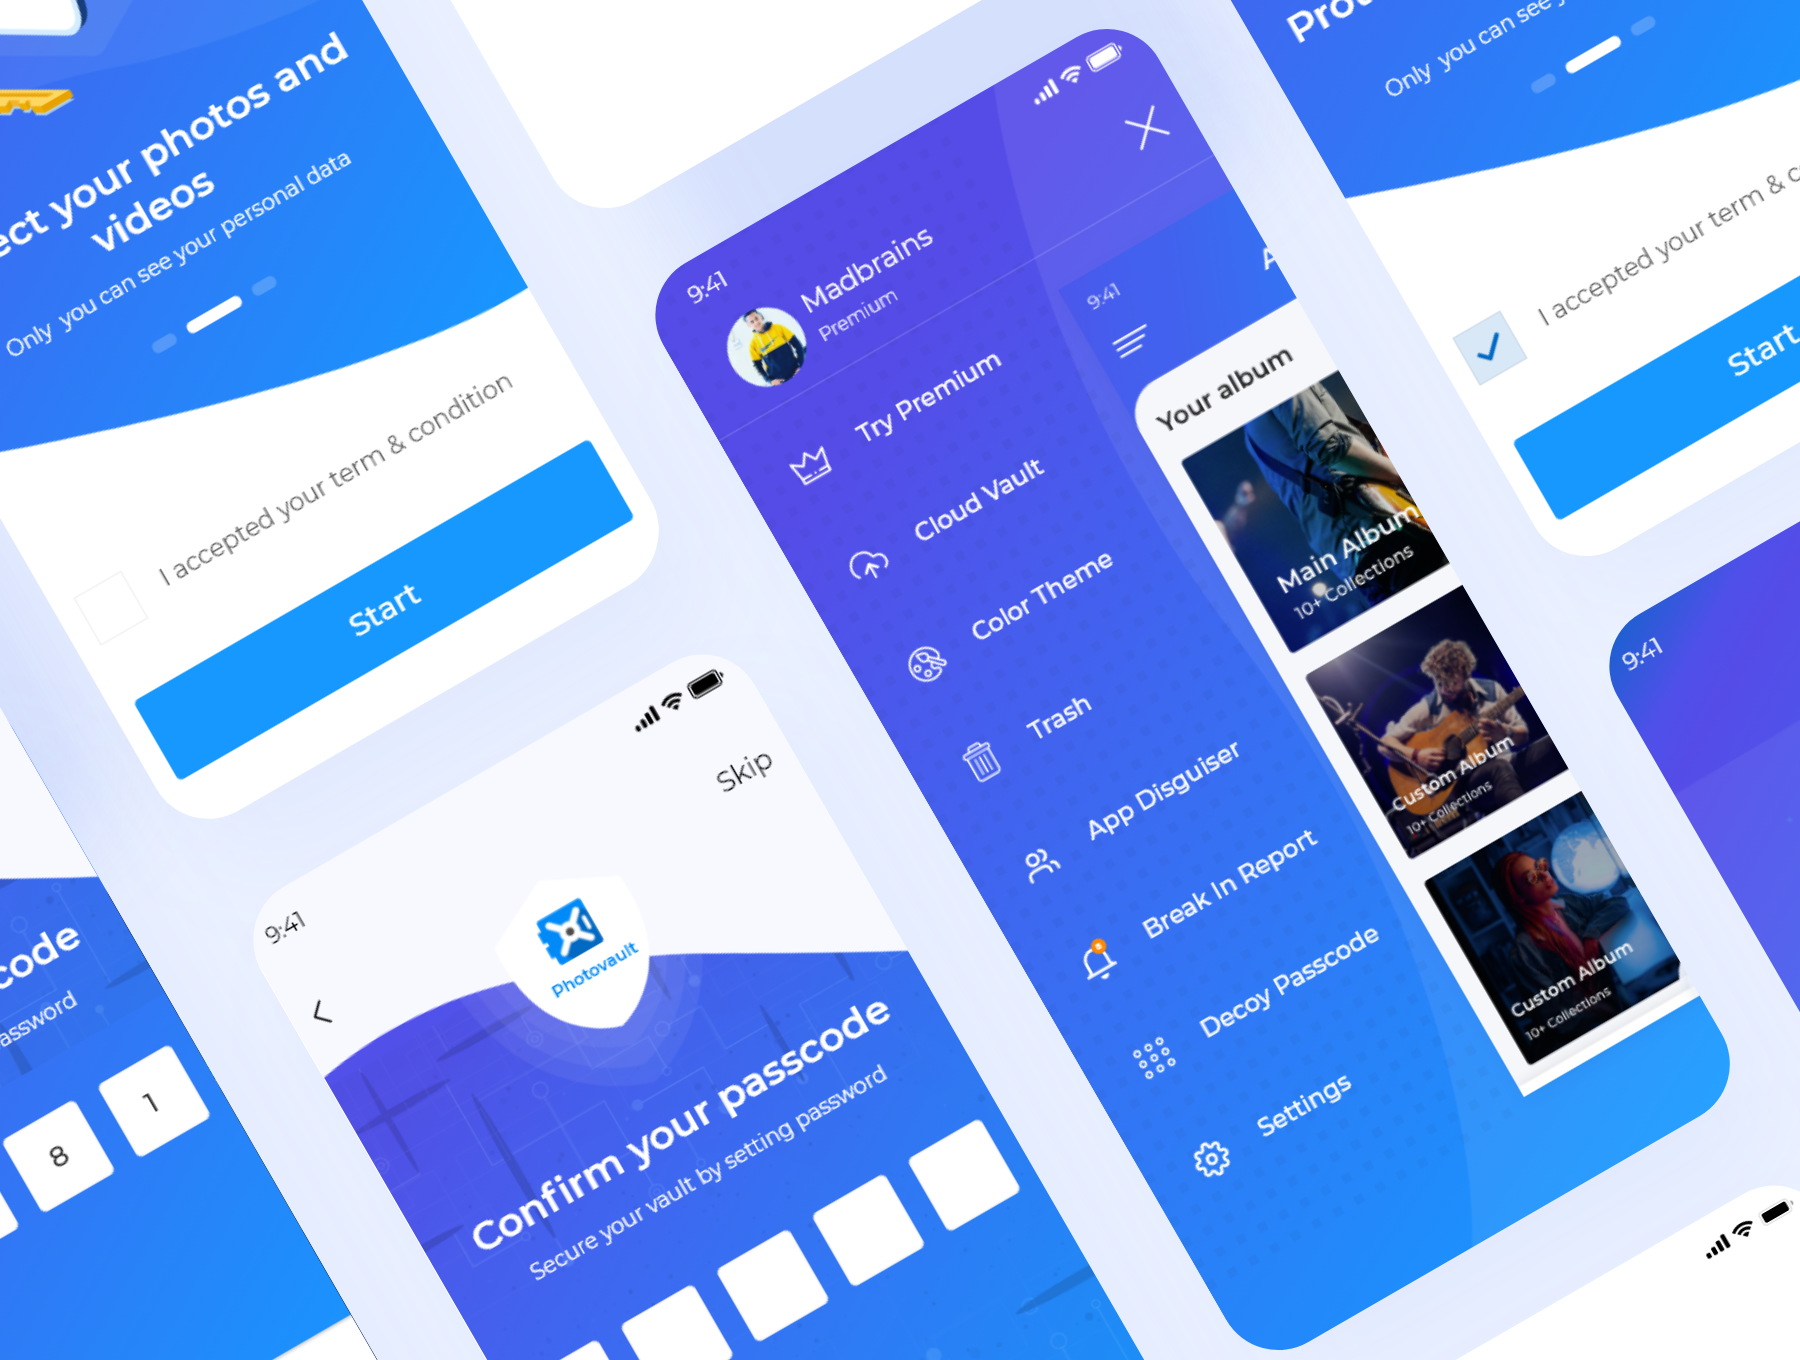 ect your photos and
videos
Only you can see your personal data
I accepted your term & condition
Start
code
assword
8
1
9:41
Skip
Photovault
Confirm your passcode
Secure your vault by setting password
9:41
Madbrains
Premium
Try Premium
Cloud Vault
Color Theme
Trash
App Disguiser
Break In Report
Decoy Passcode
Settings
9:41
A
Your album
Main Album
10+ Collections
Custom Album
10+ Collections
Custom Album
10+ Collections
Pro
Only you can see y
I accepted your term & c
Start
9:41